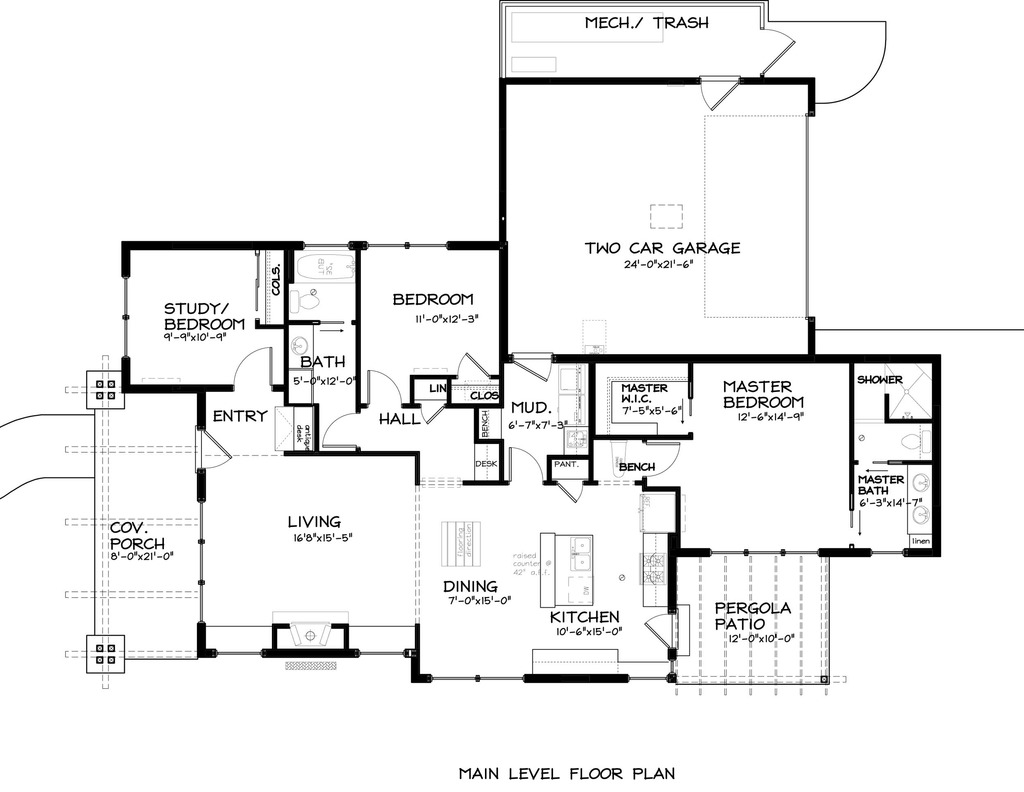 MECH./ TRASH
TWO CAR GARAGE
24'-0"x21'-6"
COLS.
STUDY/
BEDROOM
9'-9"x10'-9"
BEDROOM
11'-0"x12'-3"
BATH
5'-0"x12'-0"
LIN
CLOS
ENTRY
antique
desk
HALL
BENCH
MUD.
6'-7"x7'-3"
DESK
PANT.
MASTER
W.I.C.
7'-5"x5'-6"
BENCH
MASTER
BEDROOM
12'-6"x14'-9"
SHOWER
MASTER
BATH
6'-3"x14'-7"
linen
COV.
PORCH
8'-0"x21'-0"
LIVING
16'8"x15'-5"
flooring
direction
raised
counter @
42" a.f.f.
DINING
7'-0"x15'-0"
KITCHEN
10'-6"x15'-0"
PERGOLA
PATIO
12'-0"x10'-0"
MAIN LEVEL FLOOR PLAN